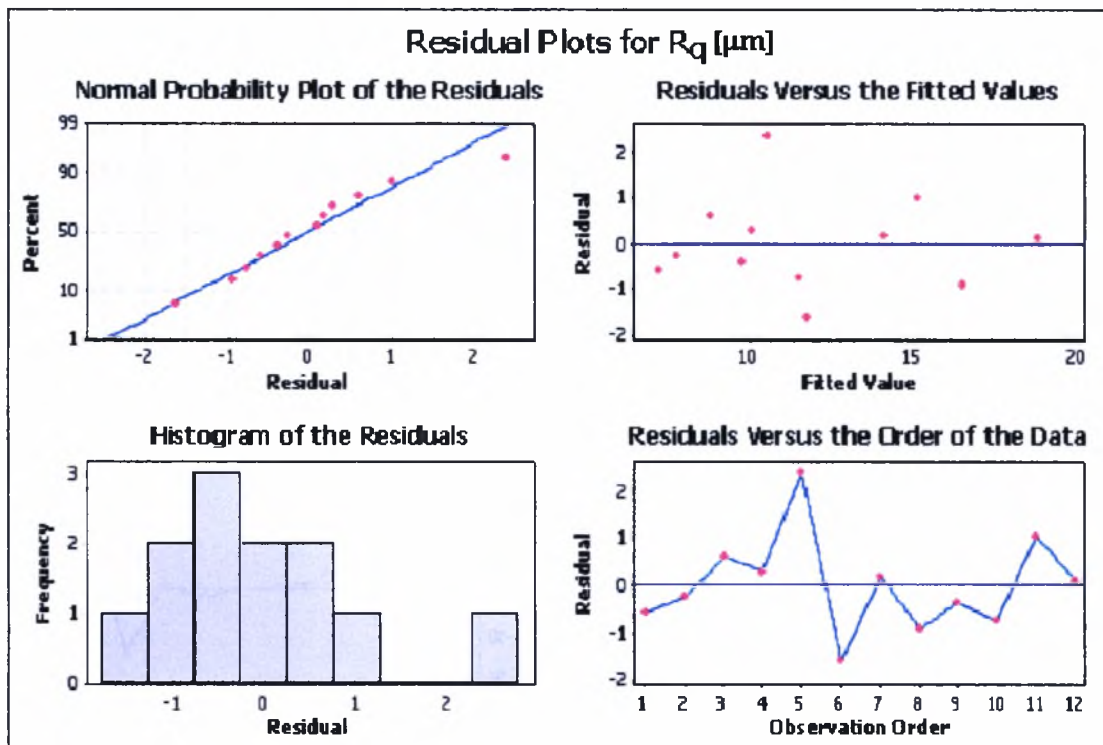 Residual Plots for Rq [µm]
Normal Probability Plot of the Residuals
99
90
50
10
1
Percent
-2 -1 0 1 2
Residual
Residuals Versus the Fitted Values
2
1
0
-1
-2
Residual
10 15 20
Fitted Value
Histogram of the Residuals
3
2
1
0
Frequency
-1 0 1 2
Residual
Residuals Versus the Order of the Data
2
1
0
-1
-2
Residual
1 2 3 4 5 6 7 8 9 10 11 12
Observation Order